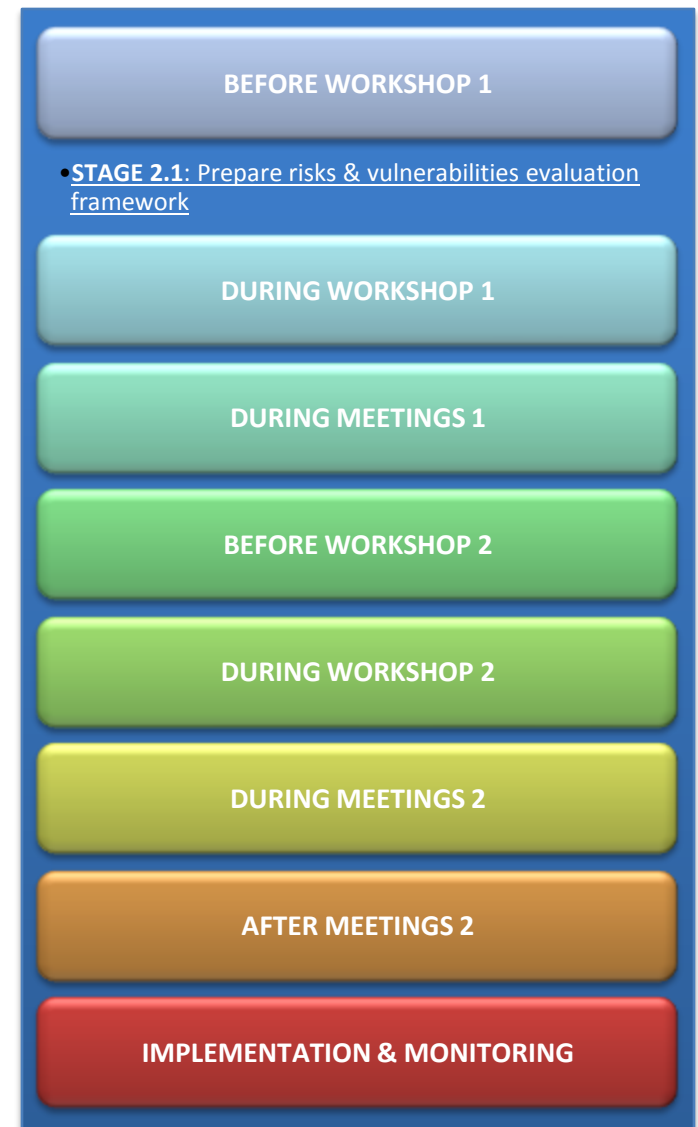 BEFORE WORKSHOP 1
•STAGE 2.1: Prepare risks & vulnerabilities evaluation
framework
DURING WORKSHOP 1
DURING MEETINGS 1
BEFORE WORKSHOP 2
DURING WORKSHOP 2
DURING MEETINGS 2
AFTER MEETINGS 2
IMPLEMENTATION & MONITORING